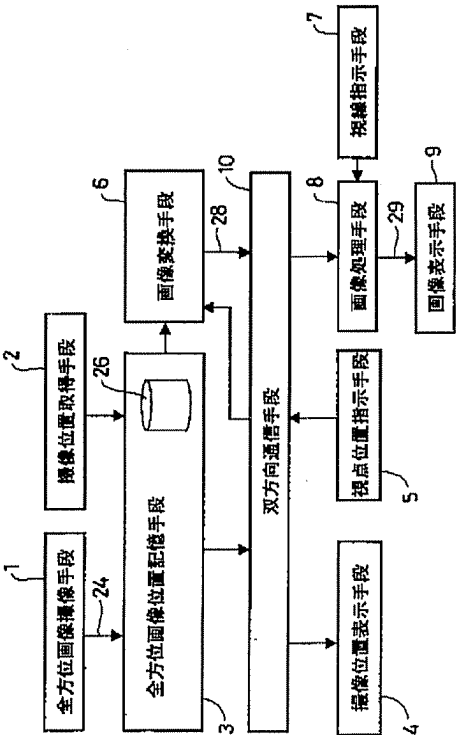 1
全方位画像撮像手段
24
2
撮像位置取得手段
全方位画像位置記憶手段
26
3
6
画像変換手段
28
10
双方向通信手段
撮像位置表示手段
4
視点位置指示手段
5
8
画像処理手段
7
視線指示手段
29
9
画像表示手段